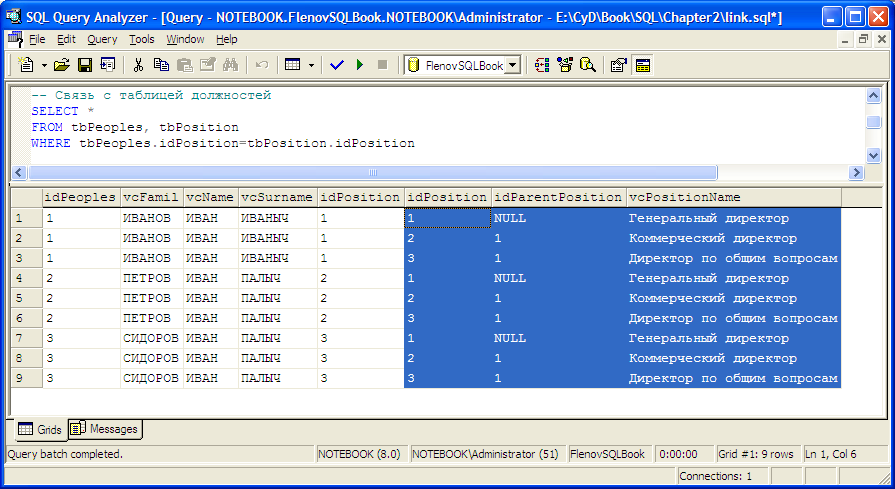 SQL Query Analyzer - [Query - NOTEBOOK.FlenovSQLBook.NOTEBOOK\Administrator - E:\CyD\Book\SQL\Chapter2\link.sql*]
File Edit Query Tools Window Help
FlenovSQLBook
-- Связь с таблицей должностей
SELECT *
FROM tbPeoples, tbPosition
WHERE tbPeoples.idPosition=tbPosition.idPosition
idPeoples vcFamil vcName vcSurname idPosition idPosition idParentPosition vcPositionName
1 1 ИВАНОВ ИВАН ИВАНЫЧ 1 1 NULL Генеральный директор
2 1 ИВАНОВ ИВАН ИВАНЫЧ 1 2 1 Коммерческий директор
3 1 ИВАНОВ ИВАН ИВАНЫЧ 1 3 1 Директор по общим вопросам
4 2 ПЕТРОВ ИВАН ПАЛЫЧ 2 1 NULL Генеральный директор
5 2 ПЕТРОВ ИВАН ПАЛЫЧ 2 2 1 Коммерческий директор
6 2 ПЕТРОВ ИВАН ПАЛЫЧ 2 3 1 Директор по общим вопросам
7 3 СИДОРОВ ИВАН ПАЛЫЧ 3 1 NULL Генеральный директор
8 3 СИДОРОВ ИВАН ПАЛЫЧ 3 2 1 Коммерческий директор
9 3 СИДОРОВ ИВАН ПАЛЫЧ 3 3 1 Директор по общим вопросам
Grids Messages
Query batch completed. NOTEBOOK (8.0) NOTEBOOK\Administrator (51) FlenovSQLBook 0:00:00 Grid #1: 9 rows Ln 1, Col 6
Connections: 1